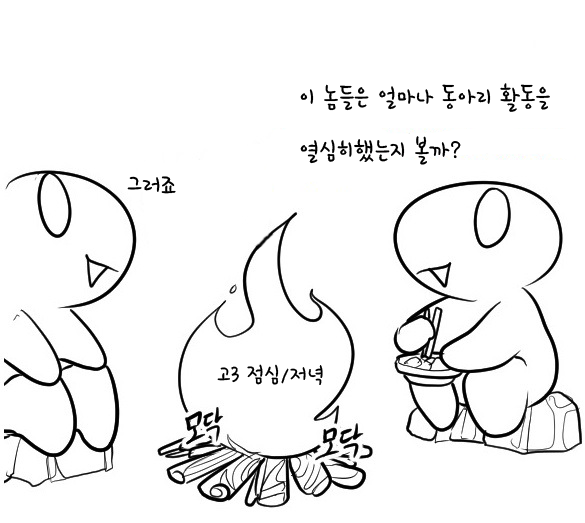 이 놈들은 얼마나 동아리 활동을
열심히했는지 볼까?
그러죠
고3 점심/저녁
모닥
모닥